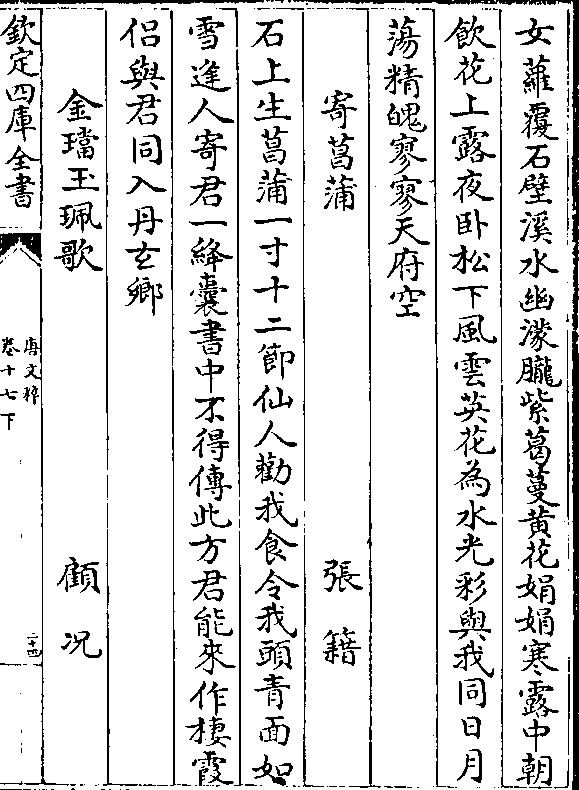 女蘿覆石壁溪水幽濛朧紫葛蔓黄花娟娟寒露中朝
飲花上露夜卧松下風雲英花為水光彩與我同日月
蕩精魄寥寥天府空
寄菖蒲　張籍
石上生菖蒲一寸十二節仙人勸我食令我頭青面如
雪逢人寄君一絳囊書中不得傳此方君能來作棲霞
侣與君同入丹玄鄉
金璫玉珮歌　顧况
欽定四庫全書
唐文粹
卷十七下
二十四